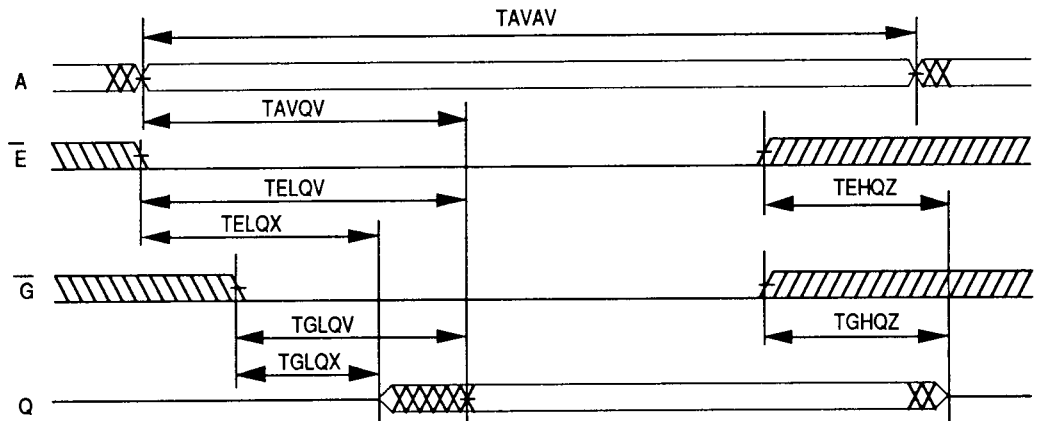 TAVAV
A
TAVQV
E̅
TELQV
TEHQZ
TELQX
G̅
TGLQV
TGHQZ
TGLQX
Q